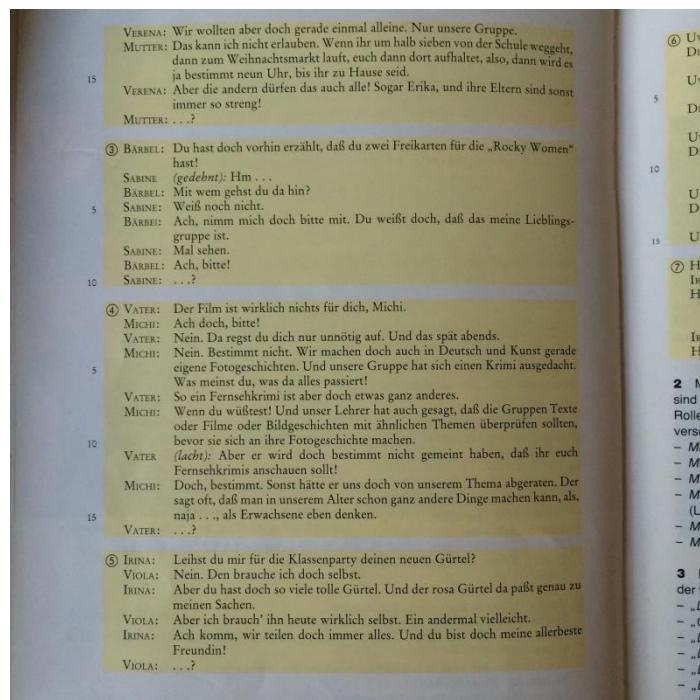 VERENA: Wir wollten aber doch gerade einmal alleine. Nur unsere Gruppe.
MUTTER: Das kann ich nicht erlauben. Wenn ihr um halb sieben von der Schule weggeht,
dann zum Weihnachtsmarkt lauft, euch dann dort aufhaltet, also, dann wird es
15 ja bestimmt neun Uhr, bis ihr zu Hause seid.
VERENA: Aber die andern dürfen das auch alle! Sogar Erika, und ihre Eltern sind sonst
immer so streng!
MUTTER: . . .?
③ BÄRBEL: Du hast doch vorhin erzählt, daß du zwei Freikarten für die „Rocky Women"
hast!
SABINE (gedehnt): Hm . . .
BÄRBEL: Mit wem gehst du da hin?
5 SABINE: Weiß noch nicht.
BÄRBEL: Ach, nimm mich doch bitte mit. Du weißt doch, daß das meine Lieblings-
gruppe ist.
SABINE: Mal sehen.
BÄRBEL: Ach, bitte!
10 SABINE: . . .?
④ VATER: Der Film ist wirklich nichts für dich, Michi.
MICHI: Ach doch, bitte!
VATER: Nein. Da regst du dich nur unnötig auf. Und das spät abends.
MICHI: Nein. Bestimmt nicht. Wir machen doch auch in Deutsch und Kunst gerade
5 eigene Fotogeschichten. Und unsere Gruppe hat sich einen Krimi ausgedacht.
Was meinst du, was da alles passiert!
VATER: So ein Fernsehkrimi ist aber doch etwas ganz anderes.
MICHI: Wenn du wüßtest! Und unser Lehrer hat auch gesagt, daß die Gruppen Texte
oder Filme oder Bildgeschichten mit ähnlichen Themen überprüfen sollten,
10 bevor sie sich an ihre Fotogeschichte machen.
VATER (lacht): Aber er wird doch bestimmt nicht gemeint haben, daß ihr euch
Fernsehkrimis anschauen sollt!
MICHI: Doch, bestimmt. Sonst hätte er uns doch von unserem Thema abgeraten. Der
sagt oft, daß man in unserem Alter schon ganz andere Dinge machen kann, als,
15 naja . . ., als Erwachsene eben denken.
VATER: . . .?
⑤ IRINA: Leihst du mir für die Klassenparty deinen neuen Gürtel?
VIOLA: Nein. Den brauche ich doch selbst.
IRINA: Aber du hast doch so viele tolle Gürtel. Und der rosa Gürtel da paßt genau zu
meinen Sachen.
VIOLA: Aber ich brauch' ihn heute wirklich selbst. Ein andermal vielleicht.
IRINA: Ach komm, wir teilen doch immer alles. Und du bist doch meine allerbeste
Freundin!
VIOLA: . . .?
⑥
5
10
15
⑦
2
sind
Rolle
3
der